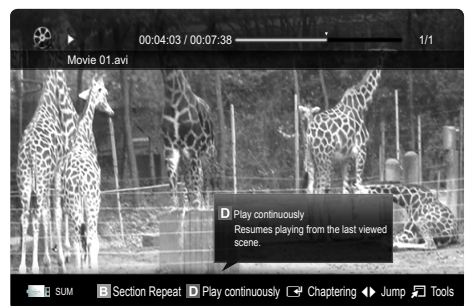 00:04:03 / 00:07:38 1/1
Movie 01.avi
D Play continuously
Resumes playing from the last viewed
scene.
SUM B Section Repeat D Play continuously Chaptering Jump Tools